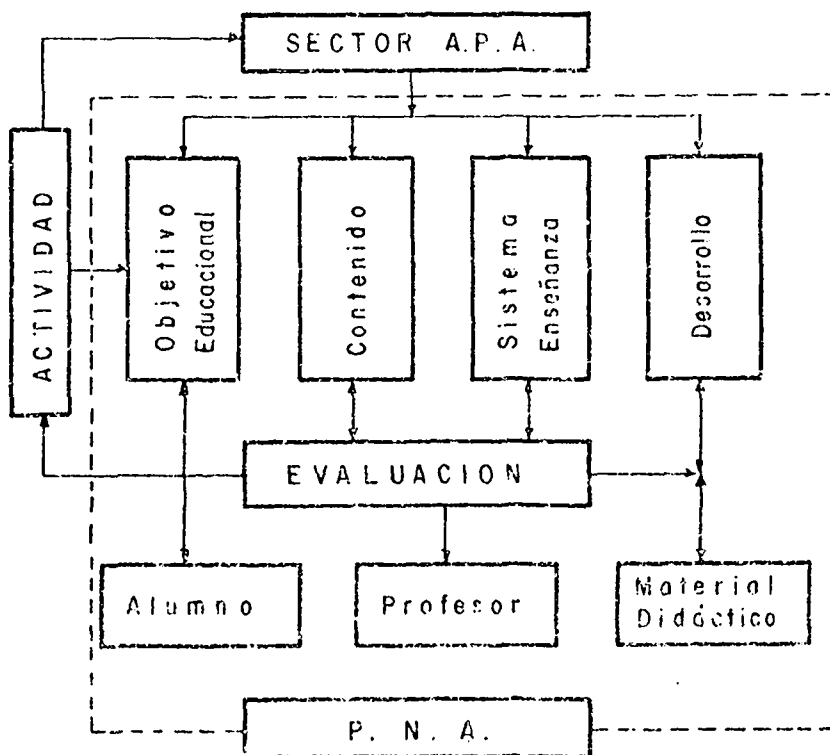 SECTOR A.P.A.
ACTIVIDAD
Objetivo
Educacional
Contenido
Sistema
Enseñanza
Desarrollo
EVALUACION
Alumno
Profesor
Material
Didáctico
P. N. A.